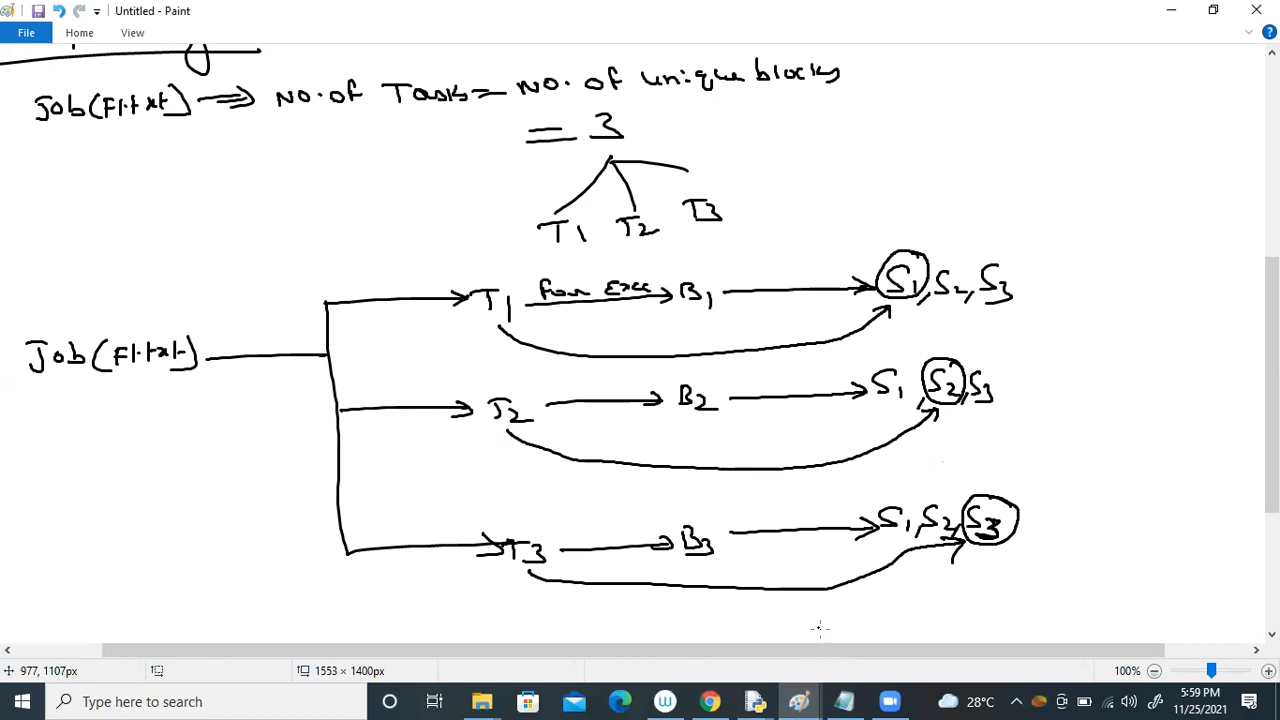 Untitled - Paint
File Home View
Job(F1.txt) ⟹ No. of Tasks = No. of unique blocks
= 3
T1 T2 T3
T1 for Exec B1 S1, S2, S3
Job(F1.txt)
T2 B2 S1, S2, S3
T3 B3 S1, S2, S3
977, 1107px 1553 × 1400px 100%
Type here to search 28°C 5:59 PM
11/25/2021